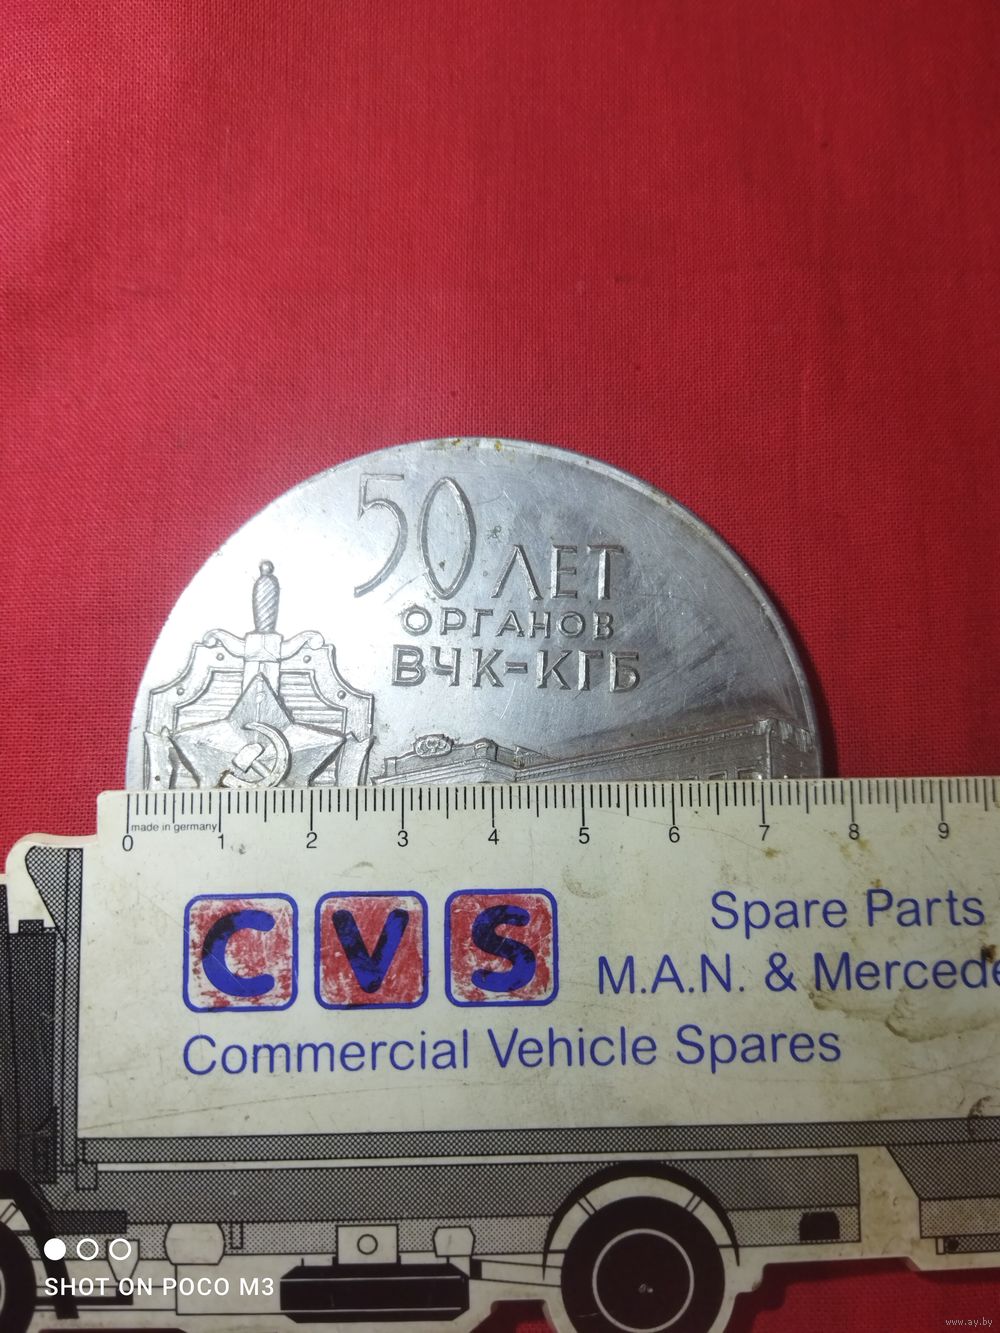 50 ЛЕТ
ОРГАНОВ
ВЧК-КГБ
made in germany
0 1 2 3 4 5 6 7 8 9
CVS
Spare Parts
M.A.N. & Mercede
Commercial Vehicle Spares
SHOT ON POCO M3
www.ay.by